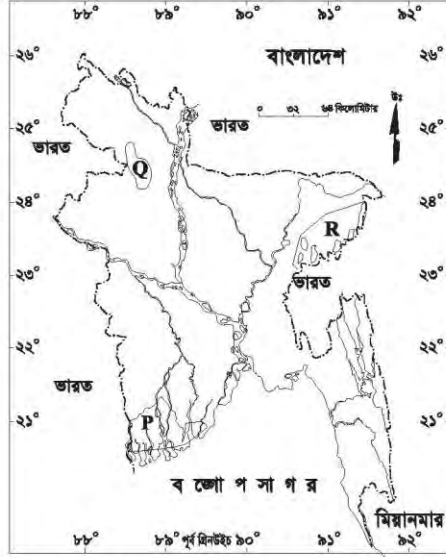 ৮৮° ৮৯° ৯০° ৯১° ৯২°
২৬° ২৬°
বাংলাদেশ
উঃ
০ ৩২ ৬৪ কিলোমিটার
২৫° ভারত ২৫°
ভারত
Q
২৪° ২৪°
R
২৩° ভারত ২৩°
২২° ২২°
ভারত
২১° P ২১°
ব ঙ্গো প সা গ র
মিয়ানমার
৮৮° ৮৯° পূর্ব গ্রিনউইচ ৯০° ৯১° ৯২°